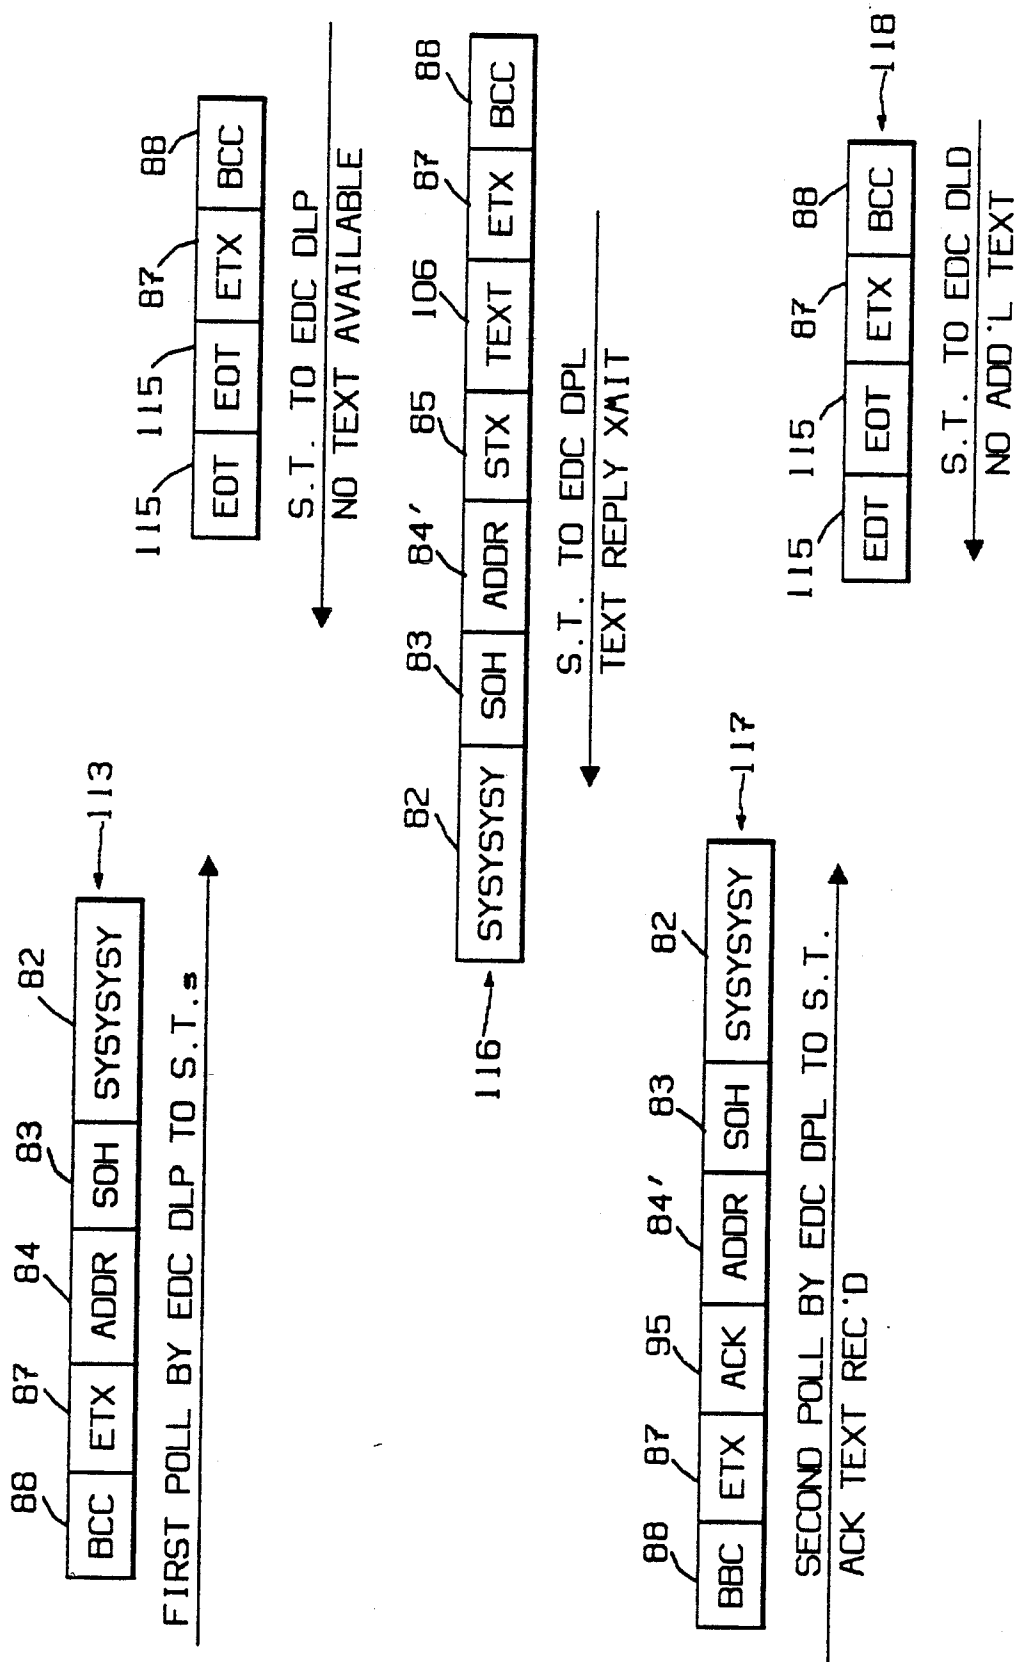 88 87 84 83 82
BCC ETX ADDR SOH SYSYSYSY
113
FIRST POLL BY EDC DLP TO S.T.s
115 115 87 88
EOT EOT ETX BCC
S.T. TO EDC DLP
NO TEXT AVAILABLE
82 83 84' 85 106 87 88
SYSYSYSY SOH ADDR STX TEXT ETX BCC
116
S.T. TO EDC DPL
TEXT REPLY XMIT
88 87 95 84' 83 82
BBC ETX ACK ADDR SOH SYSYSYSY
117
SECOND POLL BY EDC DPL TO S.T.
ACK TEXT REC'D
115 115 87 88
EOT EOT ETX BCC
118
S.T. TO EDC DLD
NO ADD'L TEXT